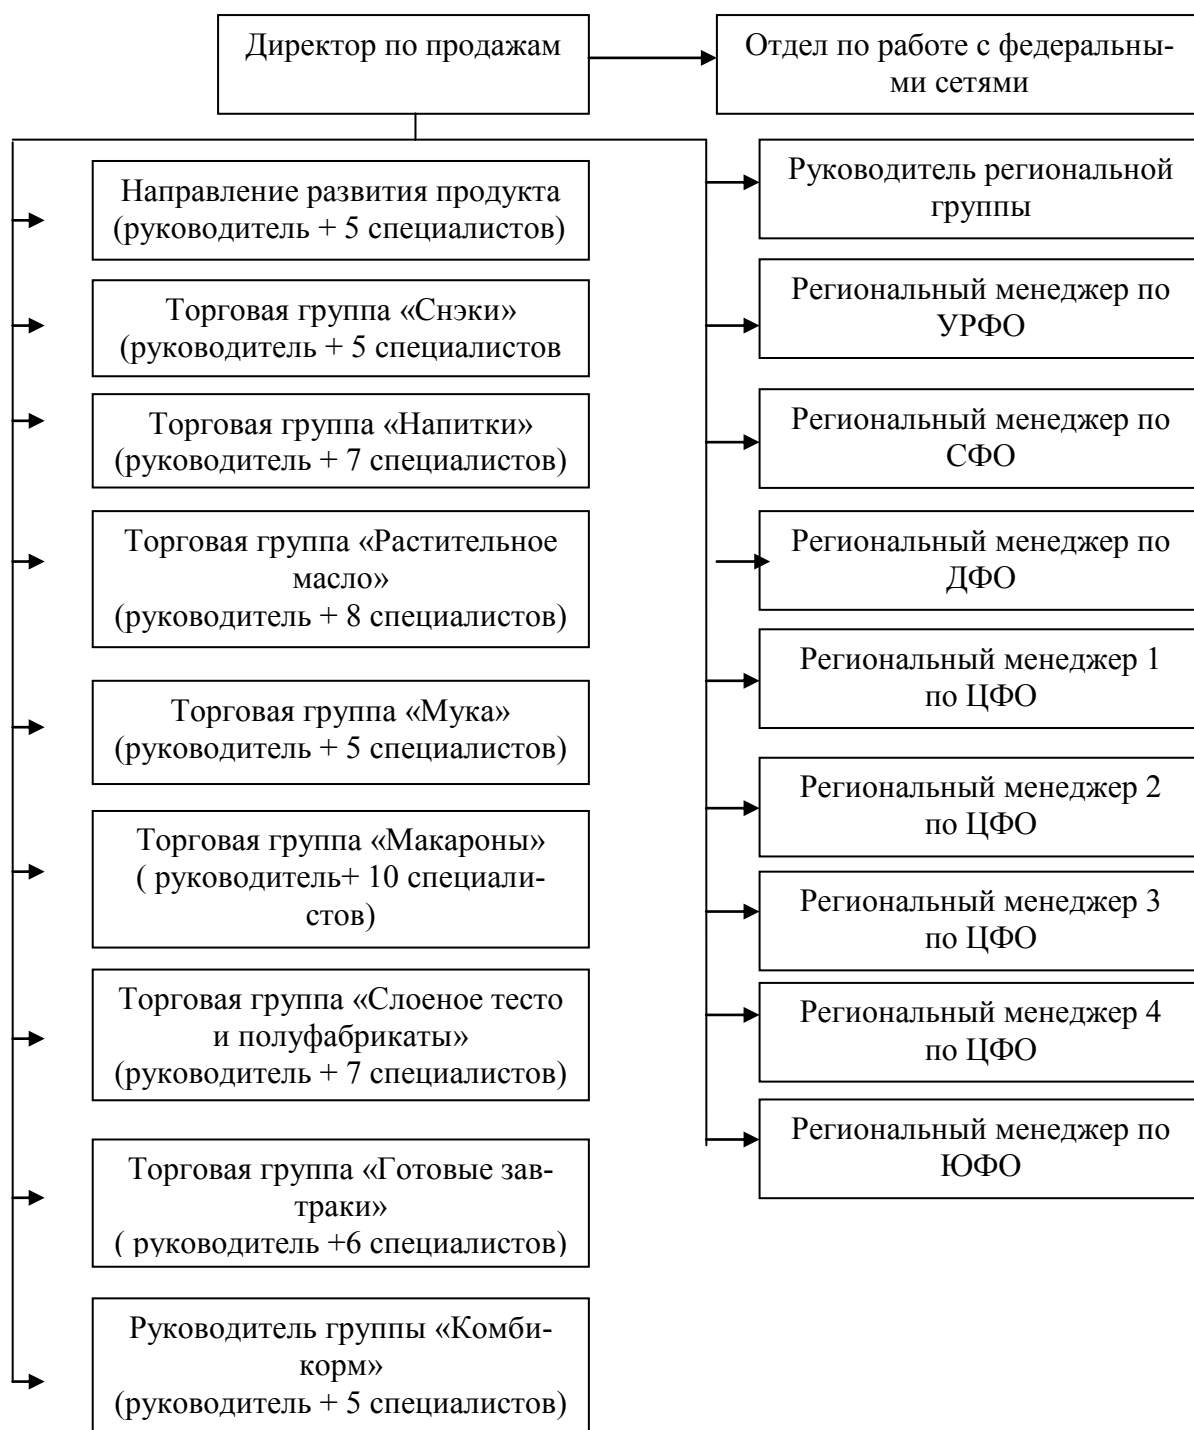 Директор по продажам
Отдел по работе с федеральны-
ми сетями
Направление развития продукта
(руководитель + 5 специалистов)
Торговая группа «Снэки»
(руководитель + 5 специалистов
Торговая группа «Напитки»
(руководитель + 7 специалистов)
Торговая группа «Растительное
масло»
(руководитель + 8 специалистов)
Торговая группа «Мука»
(руководитель + 5 специалистов)
Торговая группа «Макароны»
( руководитель+ 10 специали-
стов)
Торговая группа «Слоеное тесто
и полуфабрикаты»
(руководитель + 7 специалистов)
Торговая группа «Готовые зав-
траки»
( руководитель +6 специалистов)
Руководитель группы «Комби-
корм»
(руководитель + 5 специалистов)
Руководитель региональной
группы
Региональный менеджер по
УРФО
Региональный менеджер по
СФО
Региональный менеджер по
ДФО
Региональный менеджер 1
по ЦФО
Региональный менеджер 2
по ЦФО
Региональный менеджер 3
по ЦФО
Региональный менеджер 4
по ЦФО
Региональный менеджер по
ЮФО